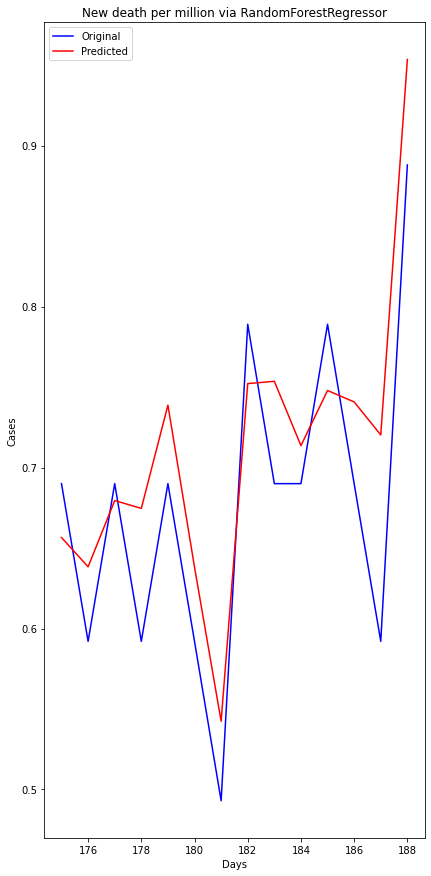 New death per million via RandomForestRegressor
Original
Predicted
0.9
0.8
0.7
0.6
0.5
Cases
176 178 180 182 184 186 188
Days